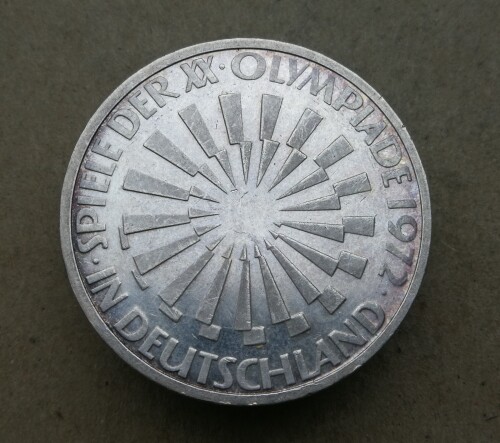 · SPIELE DER XX · OLYMPIADE 1972 · IN DEUTSCHLAND